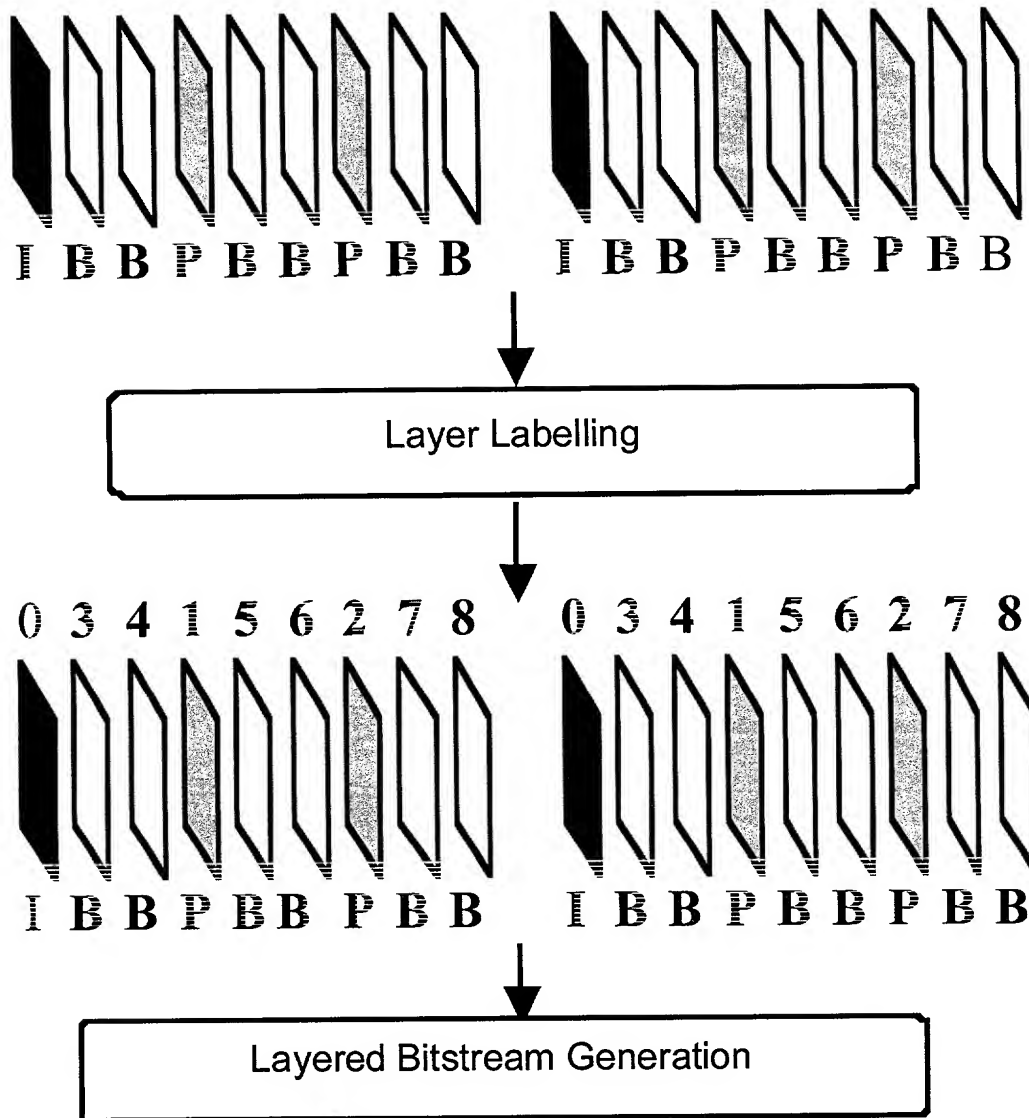 I B B P B B P B B I B B P B B P B B
Layer Labelling
0 3 4 1 5 6 2 7 8 0 3 4 1 5 6 2 7 8
I B B P B B P B B I B B P B B P B B
Layered Bitstream Generation